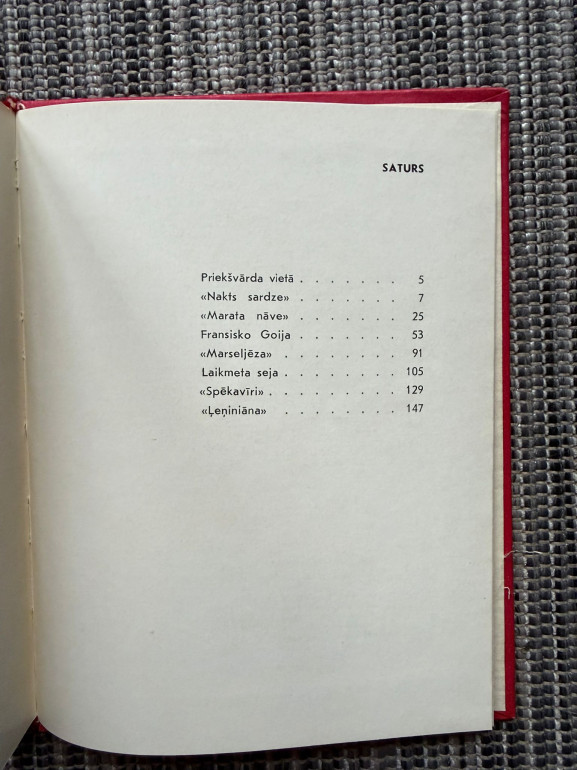 SATURS
Priekšvārda vietā . . . . . . . 5
«Nakts sardze» . . . . . . . 7
«Marata nāve» . . . . . . . 25
Fransisko Goija . . . . . . . 53
«Marseljēza» . . . . . . . . 91
Laikmeta seja . . . . . . . . 105
«Spēkavīri» . . . . . . . . . 129
«Ļeņiniāna» . . . . . . . . 147